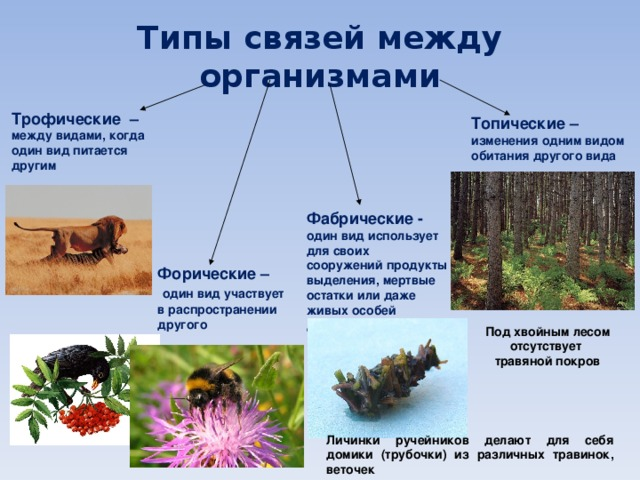 Типы связей между
организмами
Трофические –
между видами, когда
один вид питается
другим
Топические –
изменения одним видом
обитания другого вида
Фабрические -
один вид использует
для своих
сооружений продукты
выделения, мертвые
остатки или даже
живых особей
Форические –
один вид участвует
в распространении
другого
Под хвойным лесом
отсутствует
травяной покров
Личинки ручейников делают для себя
домики (трубочки) из различных травинок,
веточек